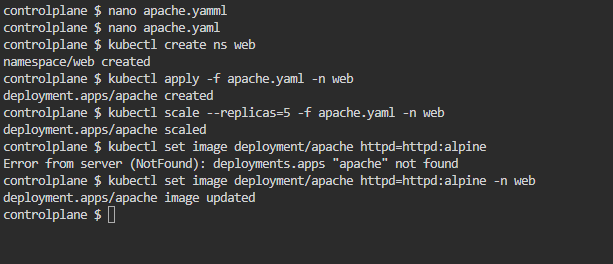 controlplane $ nano apache.yamml
controlplane $ nano apache.yaml
controlplane $ kubectl create ns web
namespace/web created
controlplane $ kubectl apply -f apache.yaml -n web
deployment.apps/apache created
controlplane $ kubectl scale --replicas=5 -f apache.yaml -n web
deployment.apps/apache scaled
controlplane $ kubectl set image deployment/apache httpd=httpd:alpine
Error from server (NotFound): deployments.apps "apache" not found
controlplane $ kubectl set image deployment/apache httpd=httpd:alpine -n web
deployment.apps/apache image updated
controlplane $